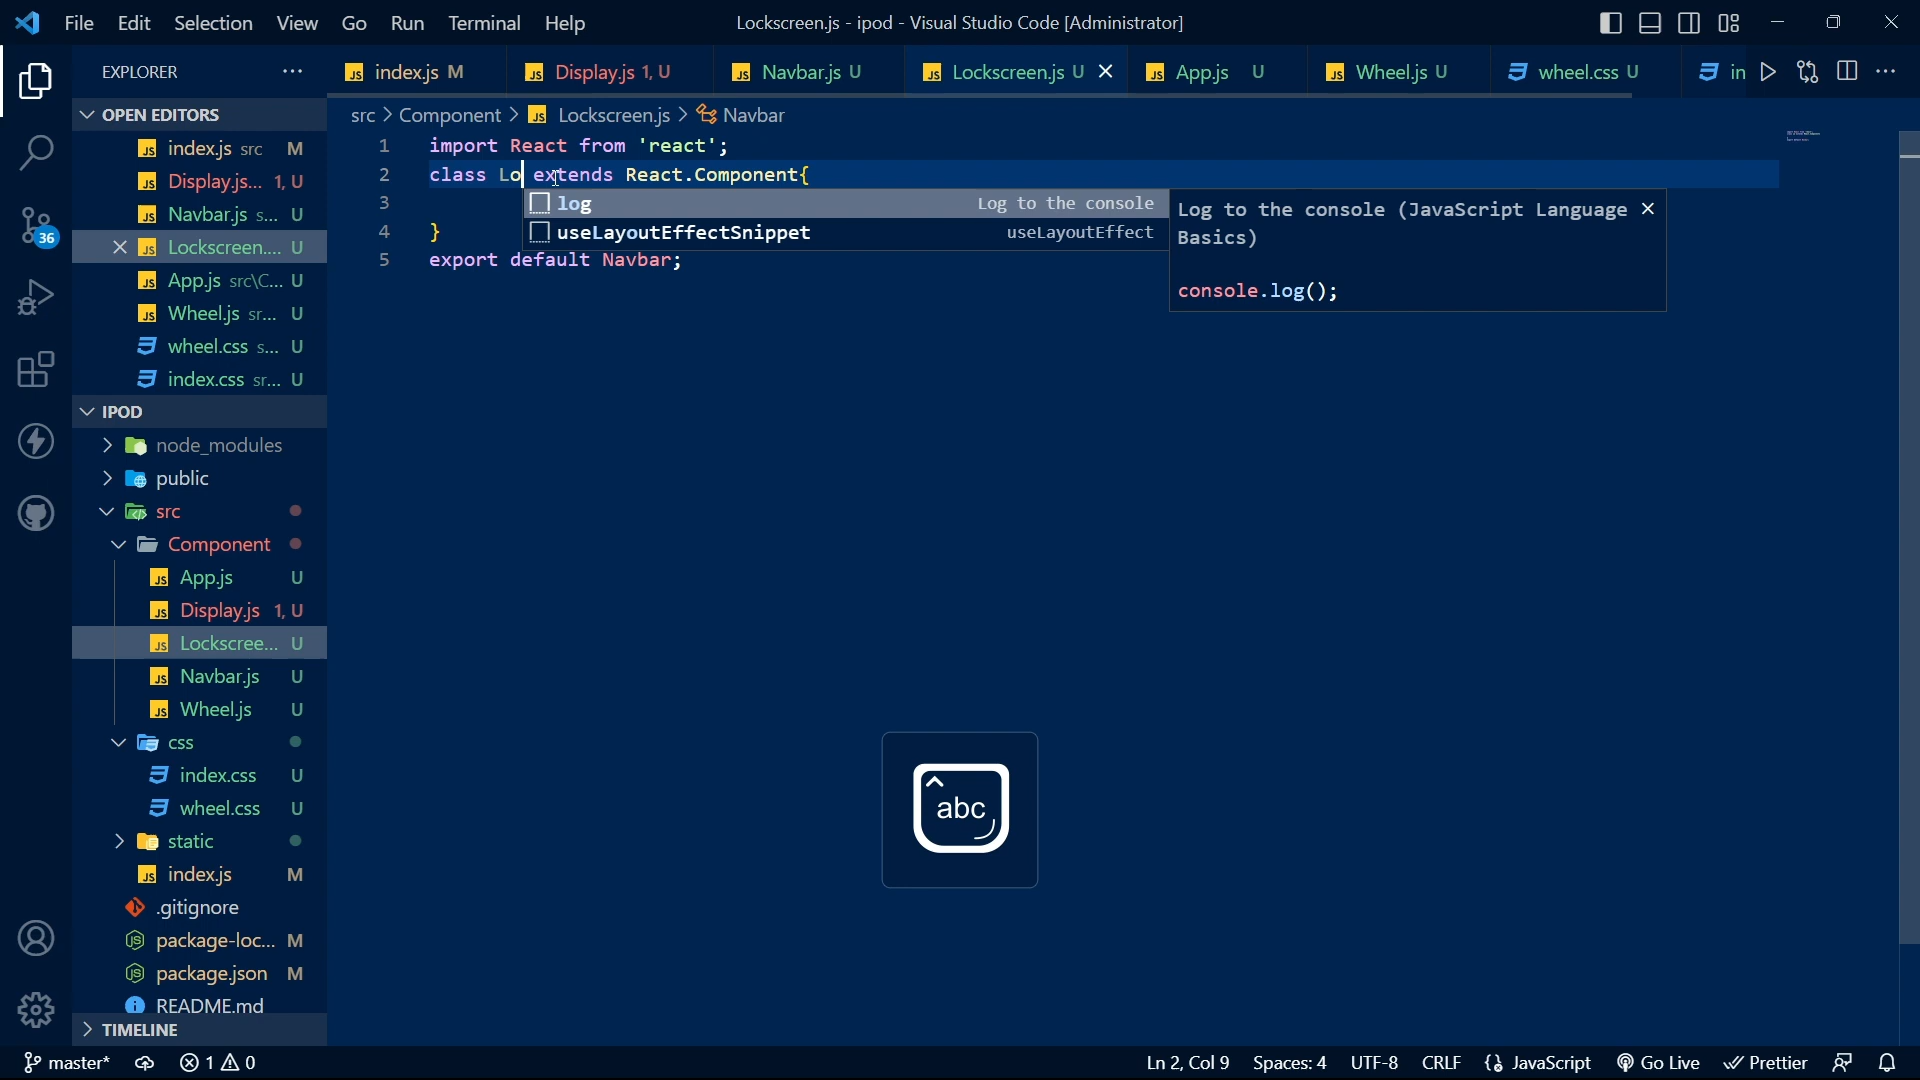 File Edit Selection View Go Run Terminal Help
Lockscreen.js - ipod - Visual Studio Code [Administrator]
EXPLORER
index.js M
Display.js 1, U
Navbar.js U
Lockscreen.js U
App.js U
Wheel.js U
wheel.css U
in
OPEN EDITORS
index.js src M
Display.js... 1, U
Navbar.js s... U
Lockscreen.... U
App.js src\C... U
Wheel.js sr... U
wheel.css s... U
index.css sr... U
IPOD
node_modules
public
src
Component
App.js U
Display.js 1, U
Lockscree... U
Navbar.js U
Wheel.js U
css
index.css U
wheel.css U
static
index.js M
.gitignore
package-loc... M
package.json M
README.md
TIMELINE
36
src > Component > Lockscreen.js > Navbar
1 import React from 'react';
2 class Lo extends React.Component{
3
4 }
5 export default Navbar;
log Log to the console
useLayoutEffectSnippet useLayoutEffect
Log to the console (JavaScript Language
Basics)
console.log();
abc
master* 1 0
Ln 2, Col 9 Spaces: 4 UTF-8 CRLF {} JavaScript Go Live Prettier